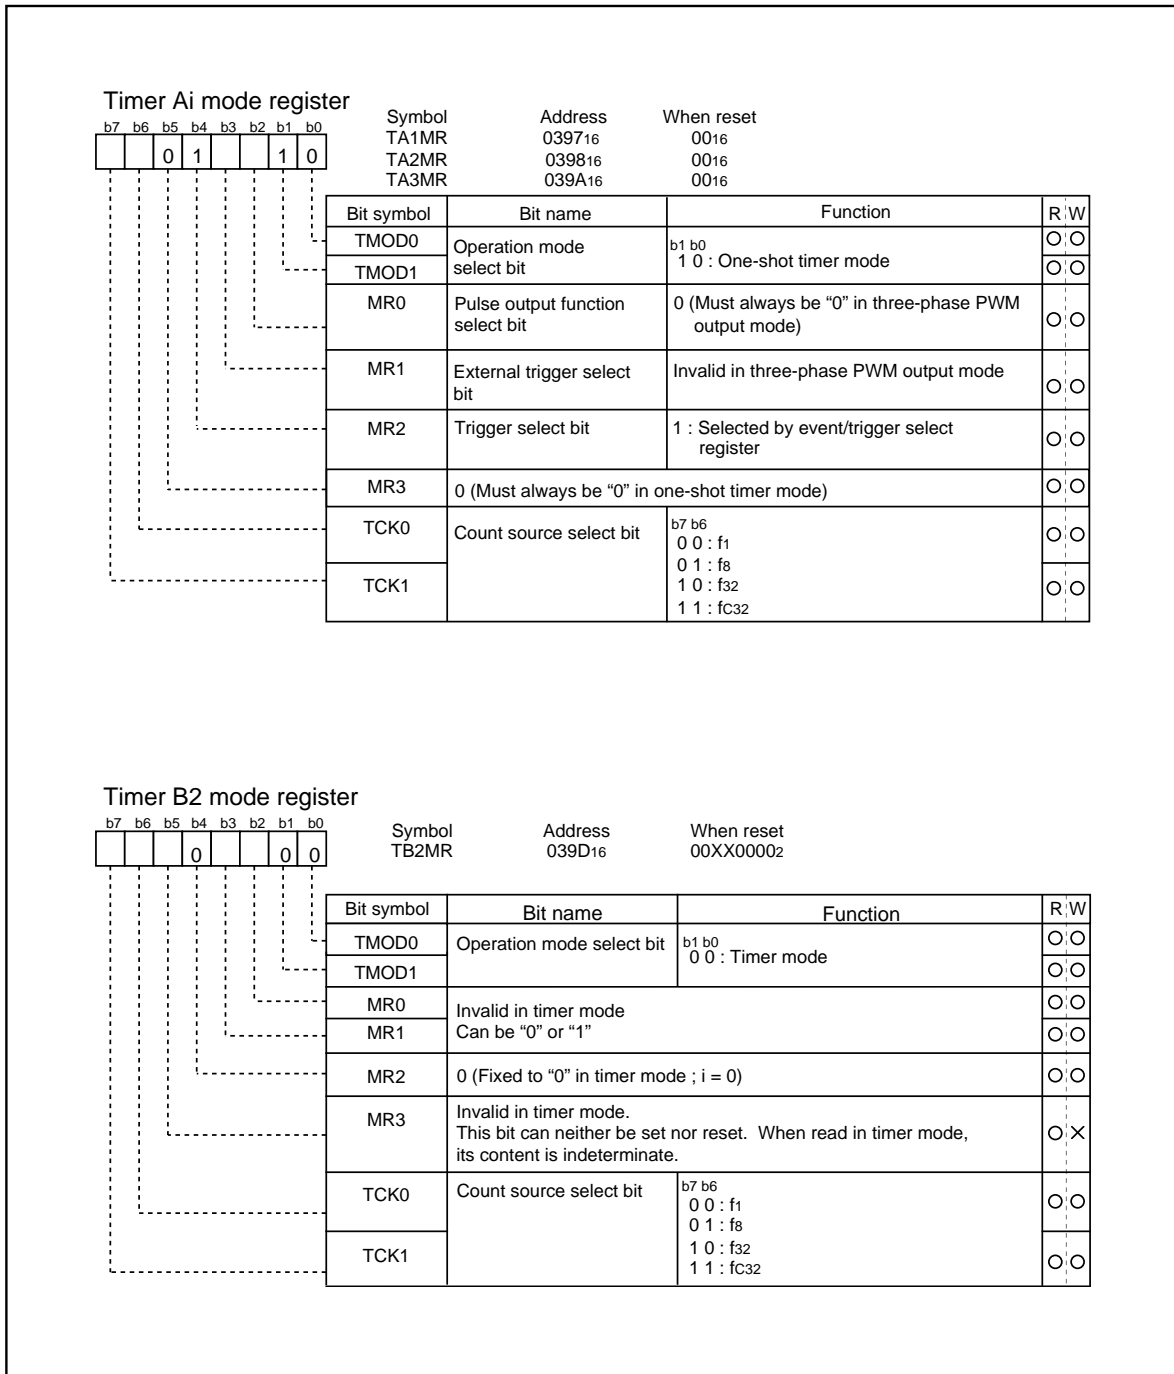 Timer Ai mode register
b7 b6 b5 b4 b3 b2 b1 b0
0 1 1 0
Symbol Address When reset
TA1MR 039716 0016
TA2MR 039816 0016
TA3MR 039A16 0016
Bit symbol Bit name Function R W
TMOD0
TMOD1
Operation mode
select bit
b1 b0
1 0 : One-shot timer mode
MR0 Pulse output function
select bit
0 (Must always be “0” in three-phase PWM
output mode)
MR1 External trigger select
bit
Invalid in three-phase PWM output mode
MR2 Trigger select bit 1 : Selected by event/trigger select
register
MR3 0 (Must always be “0” in one-shot timer mode)
TCK0
TCK1
Count source select bit
b7 b6
0 0 : f1
0 1 : f8
1 0 : f32
1 1 : fC32
Timer B2 mode register
b7 b6 b5 b4 b3 b2 b1 b0
0 0 0
Symbol Address When reset
TB2MR 039D16 00XX00002
Bit symbol Bit name Function R W
TMOD0
TMOD1
Operation mode select bit
b1 b0
0 0 : Timer mode
MR0
MR1
Invalid in timer mode
Can be “0” or “1”
MR2 0 (Fixed to “0” in timer mode ; i = 0)
MR3 Invalid in timer mode.
This bit can neither be set nor reset. When read in timer mode,
its content is indeterminate.
TCK0
TCK1
Count source select bit
b7 b6
0 0 : f1
0 1 : f8
1 0 : f32
1 1 : fC32